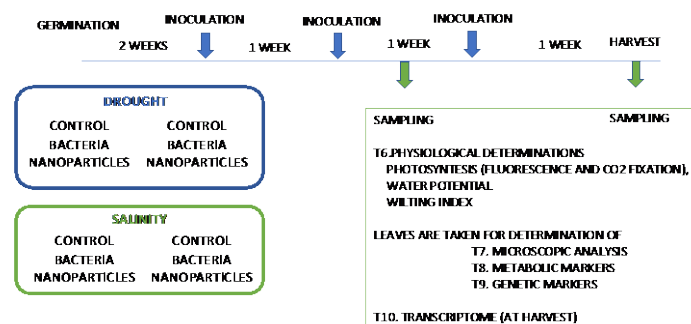 GERMINATION
INOCULATION
INOCULATION
INOCULATION
HARVEST
2 WEEKS
1 WEEK
1 WEEK
1 WEEK
DROUGHT
CONTROL CONTROL
BACTERIA BACTERIA
NANOPARTICLES NANOPARTICLES
SALINITY
CONTROL CONTROL
BACTERIA BACTERIA
NANOPARTICLES NANOPARTICLES
SAMPLING SAMPLING
T6.PHYSIOLOGICAL DETERMINATIONS
PHOTOSYNTESIS (FLUORESCENCE AND CO2 FIXATION),
WATER POTENTIAL
WILTING INDEX
LEAVES ARE TAKEN FOR DETERMINATION OF
T7. MICROSCOPIC ANALYSIS
T8. METABOLIC MARKERS
T9. GENETIC MARKERS
T10. TRANSCRIPTOME (AT HARVEST)